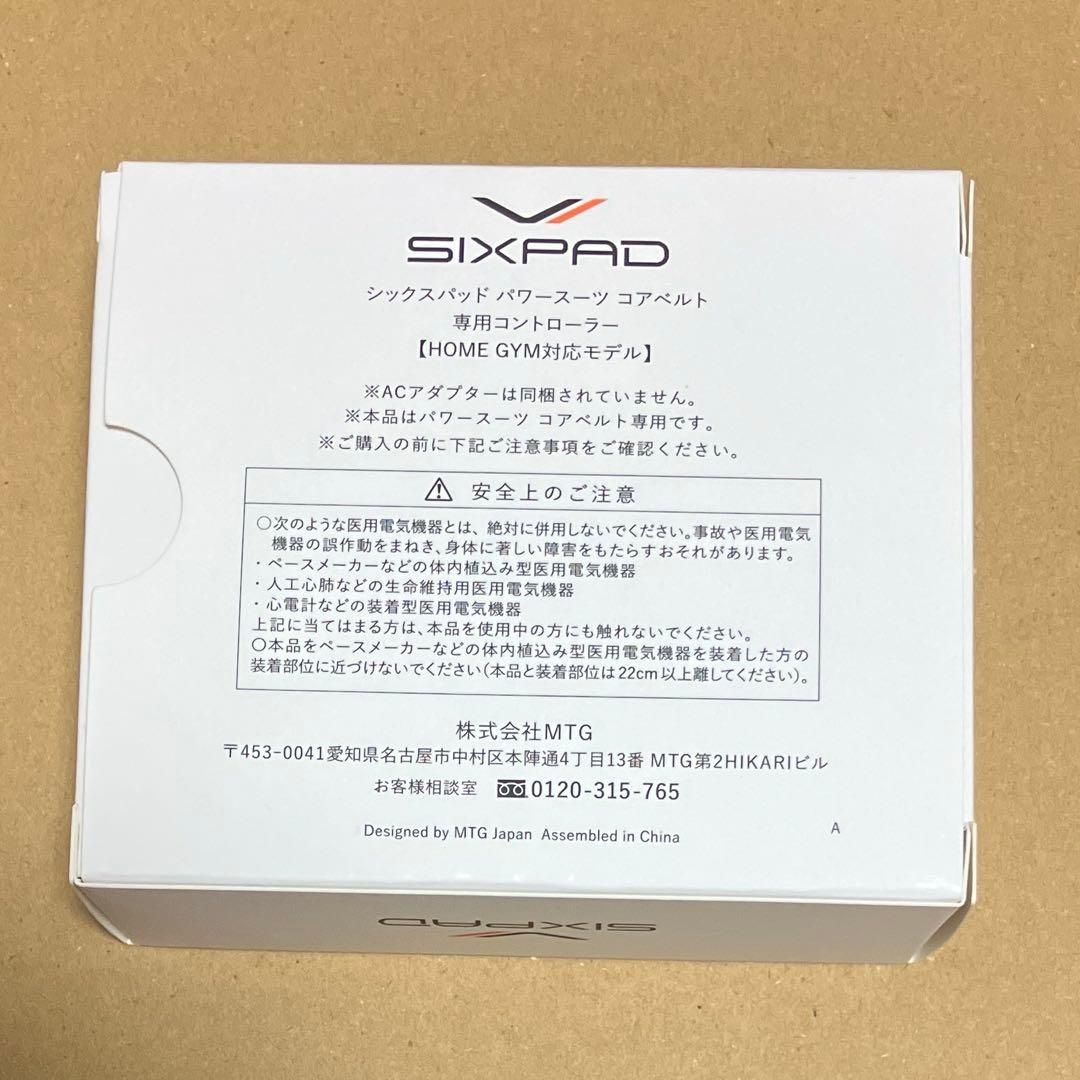 SIXPAD
シックスパッド パワースーツ コアベルト
専用コントローラー
【HOME GYM対応モデル】
※ACアダプターは同梱されていません。
※本品はパワースーツ コアベルト専用です。
※ご購入の前に下記ご注意事項をご確認ください。
⚠ 安全上のご注意
○次のような医用電気機器とは、絶対に併用しないでください。事故や医用電気
機器の誤作動をまねき、身体に著しい障害をもたらすおそれがあります。
・ペースメーカーなどの体内植込み型医用電気機器
・人工心肺などの生命維持用医用電気機器
・心電計などの装着型医用電気機器
上記に当てはまる方は、本品を使用中の方にも触れないでください。
○本品をペースメーカーなどの体内植込み型医用電気機器を装着した方の
装着部位に近づけないでください（本品と装着部位は22cm以上離してください）。
株式会社MTG
〒453-0041愛知県名古屋市中村区本陣通4丁目13番 MTG第2HIKARIビル
お客様相談室 0120-315-765
Designed by MTG Japan Assembled in China
A
SIXPAD